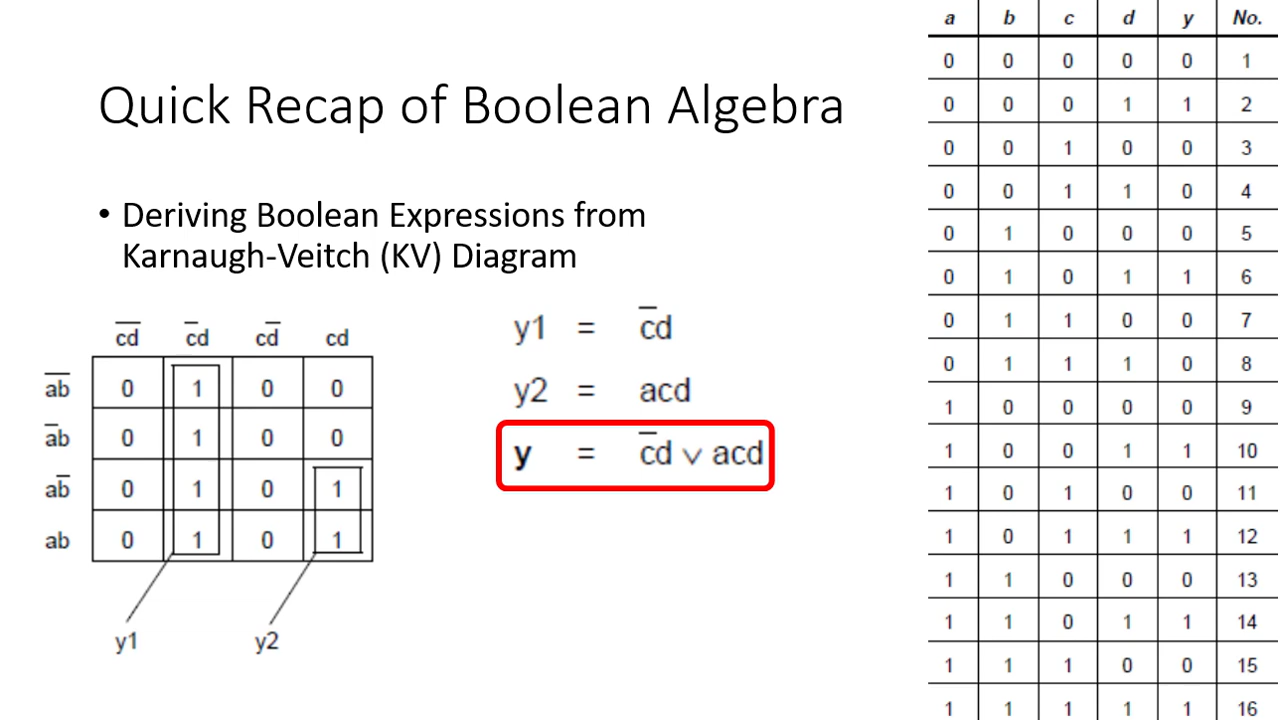 Quick Recap of Boolean Algebra
• Deriving Boolean Expressions from
Karnaugh-Veitch (KV) Diagram
c̅d̅ c̅d cd̅ cd
a̅b̅ 0 1 0 0
a̅b 0 1 0 0
ab̅ 0 1 0 1
ab 0 1 0 1
y1 y2
y1 = c̅d
y2 = acd
y = c̅d ∨ acd
a b c d y No.
0 0 0 0 0 1
0 0 0 1 1 2
0 0 1 0 0 3
0 0 1 1 0 4
0 1 0 0 0 5
0 1 0 1 1 6
0 1 1 0 0 7
0 1 1 1 0 8
1 0 0 0 0 9
1 0 0 1 1 10
1 0 1 0 0 11
1 0 1 1 1 12
1 1 0 0 0 13
1 1 0 1 1 14
1 1 1 0 0 15
1 1 1 1 1 16